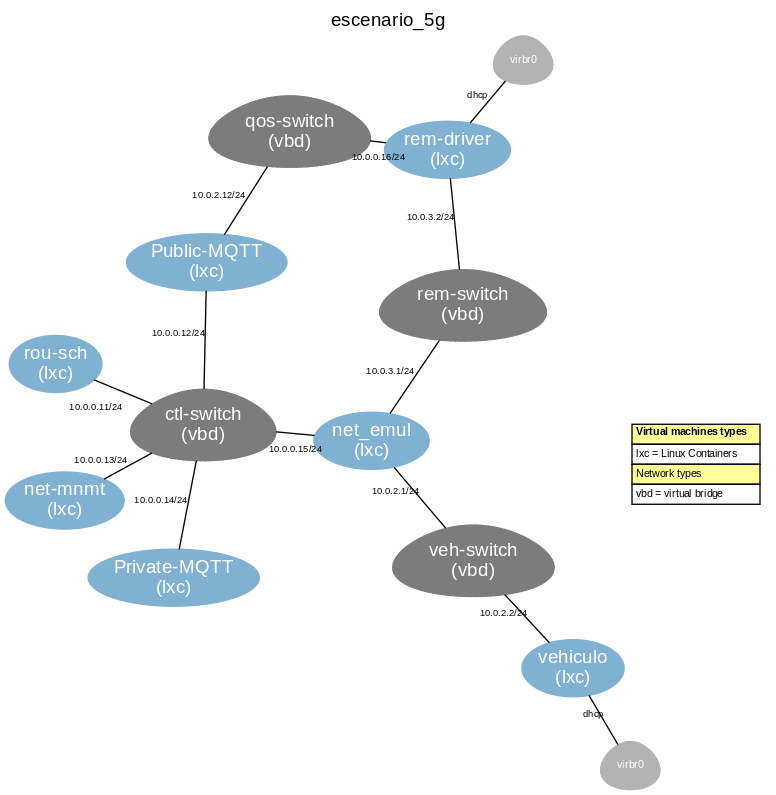 escenario_5g
virbr0
dhcp
qos-switch
(vbd)
rem-driver
(lxc)
10.0.0.16/24
10.0.2.12/24
10.0.3.2/24
Public-MQTT
(lxc)
rem-switch
(vbd)
10.0.0.12/24
rou-sch
(lxc)
10.0.3.1/24
10.0.0.11/24
ctl-switch
(vbd)
net_emul
(lxc)
10.0.0.15/24
10.0.0.13/24
net-mnmt
(lxc)
10.0.0.14/24
10.0.2.1/24
Virtual machines types
lxc = Linux Containers
Network types
vbd = virtual bridge
Private-MQTT
(lxc)
veh-switch
(vbd)
10.0.2.2/24
vehiculo
(lxc)
dhcp
virbr0